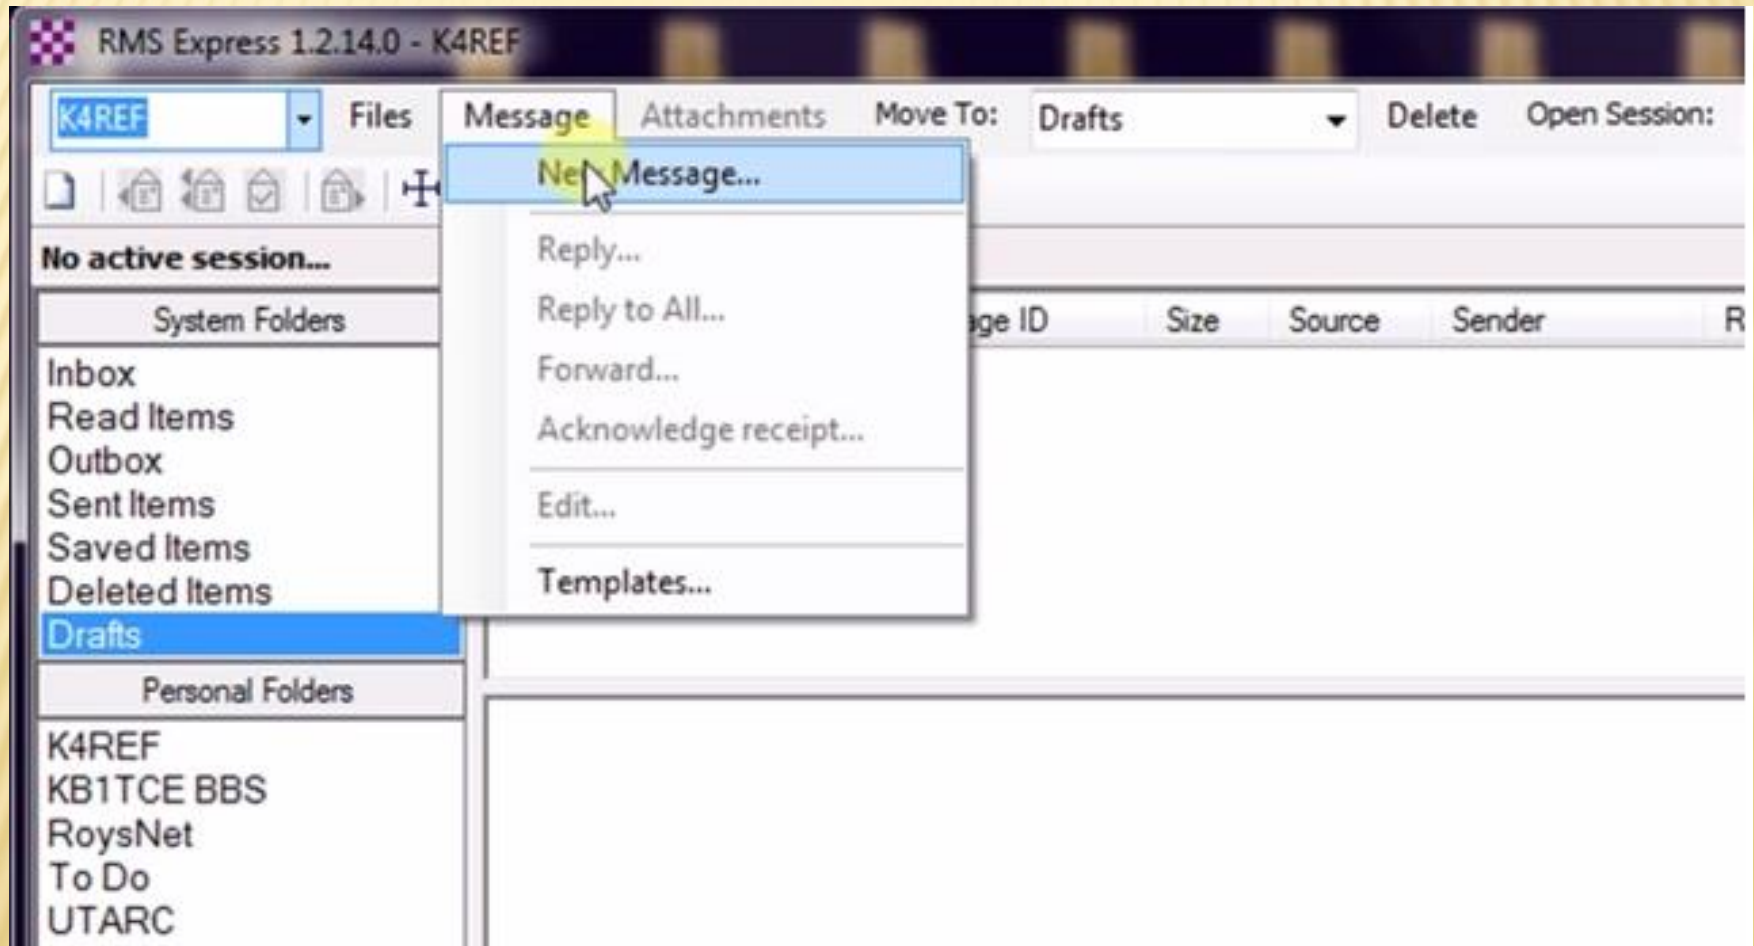 RMS Express 1.2.14.0 - K4REF
K4REF Files Message Attachments Move To: Drafts Delete Open Session:
New Message...
No active session...
Reply...
Reply to All...
Forward...
Acknowledge receipt...
Edit...
Templates...
System Folders
age ID Size Source Sender R
Inbox
Read Items
Outbox
Sent Items
Saved Items
Deleted Items
Drafts
Personal Folders
K4REF
KB1TCE BBS
RoysNet
To Do
UTARC